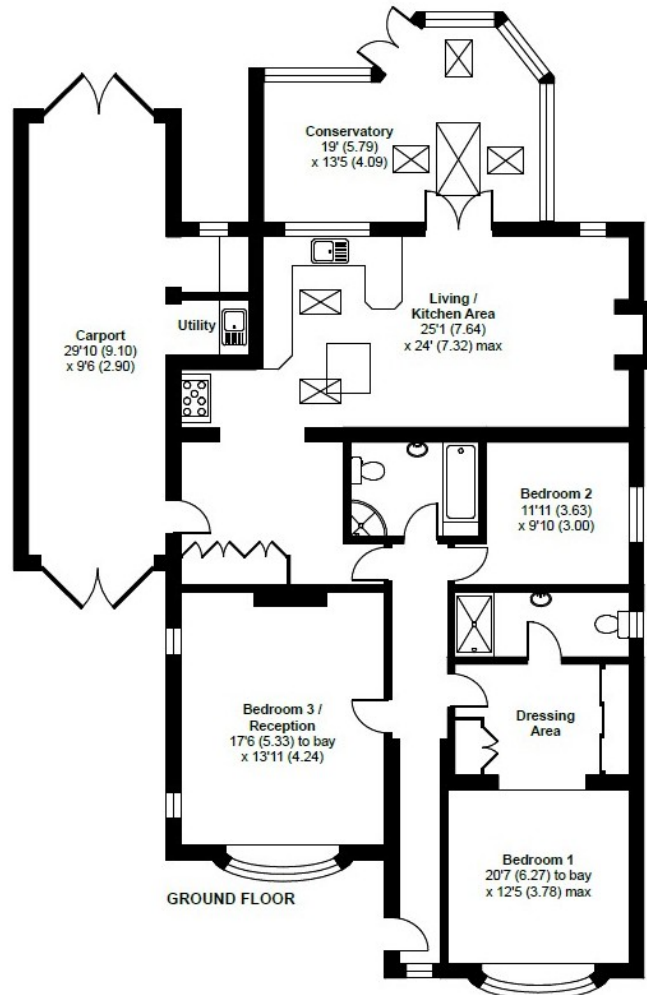 Conservatory
19' (5.79)
x 13'5 (4.09)
Living /
Kitchen Area
25'1 (7.64)
x 24' (7.32) max
Utility
Carport
29'10 (9.10)
x 9'6 (2.90)
Bedroom 2
11'11 (3.63)
x 9'10 (3.00)
Bedroom 3 /
Reception
17'6 (5.33) to bay
x 13'11 (4.24)
Dressing
Area
Bedroom 1
20'7 (6.27) to bay
x 12'5 (3.78) max
GROUND FLOOR